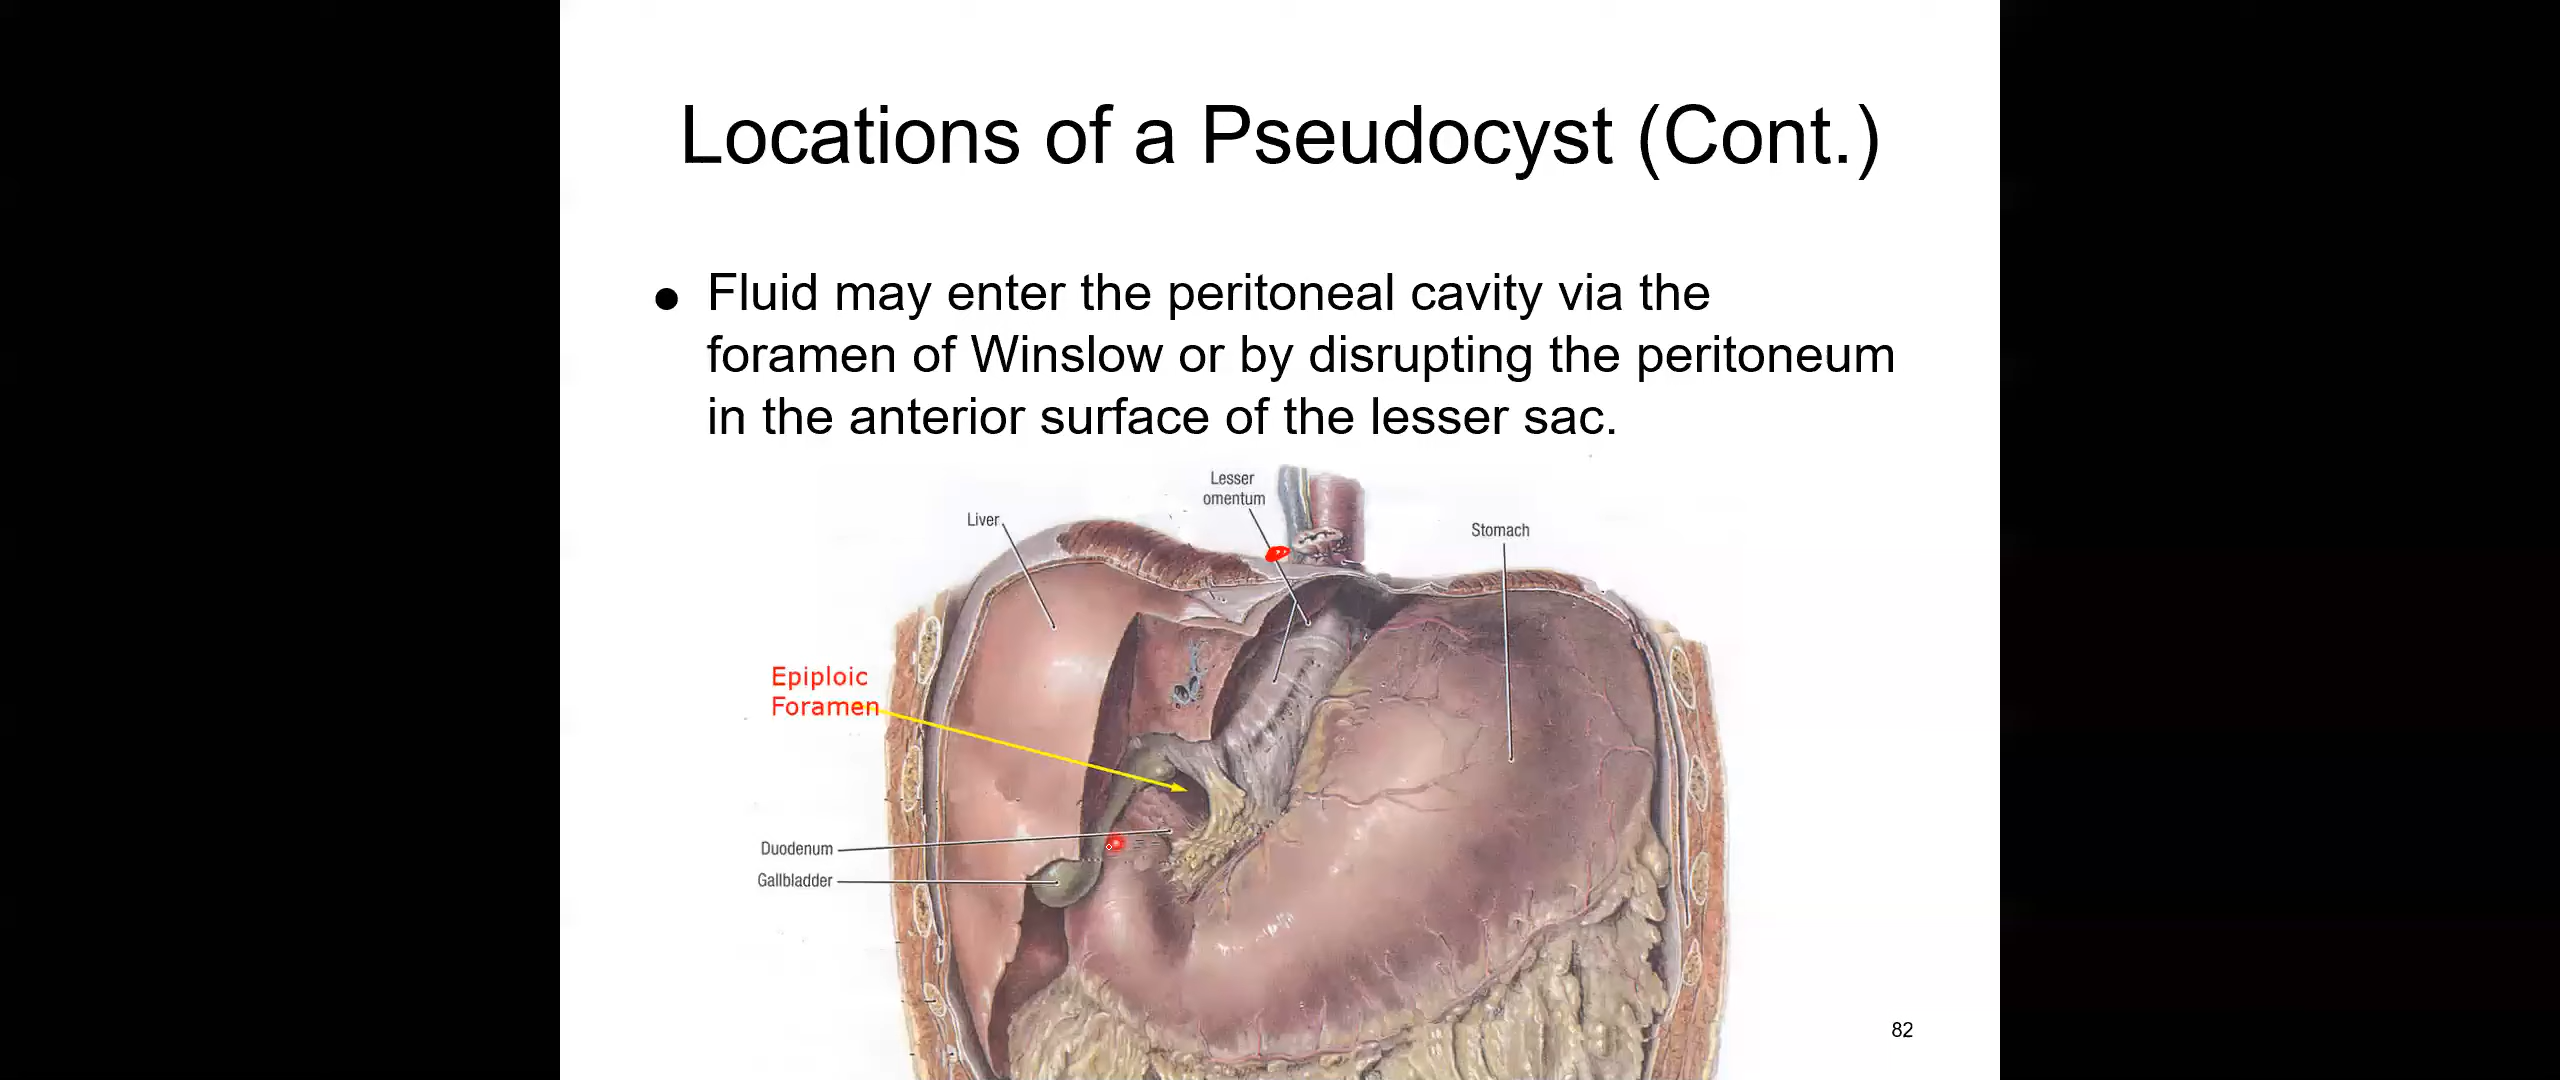 Locations of a Pseudocyst (Cont.)
● Fluid may enter the peritoneal cavity via the
foramen of Winslow or by disrupting the peritoneum
in the anterior surface of the lesser sac.
Lesser
omentum
Liver
Stomach
Epiploic
Foramen
Duodenum
Gallbladder
82